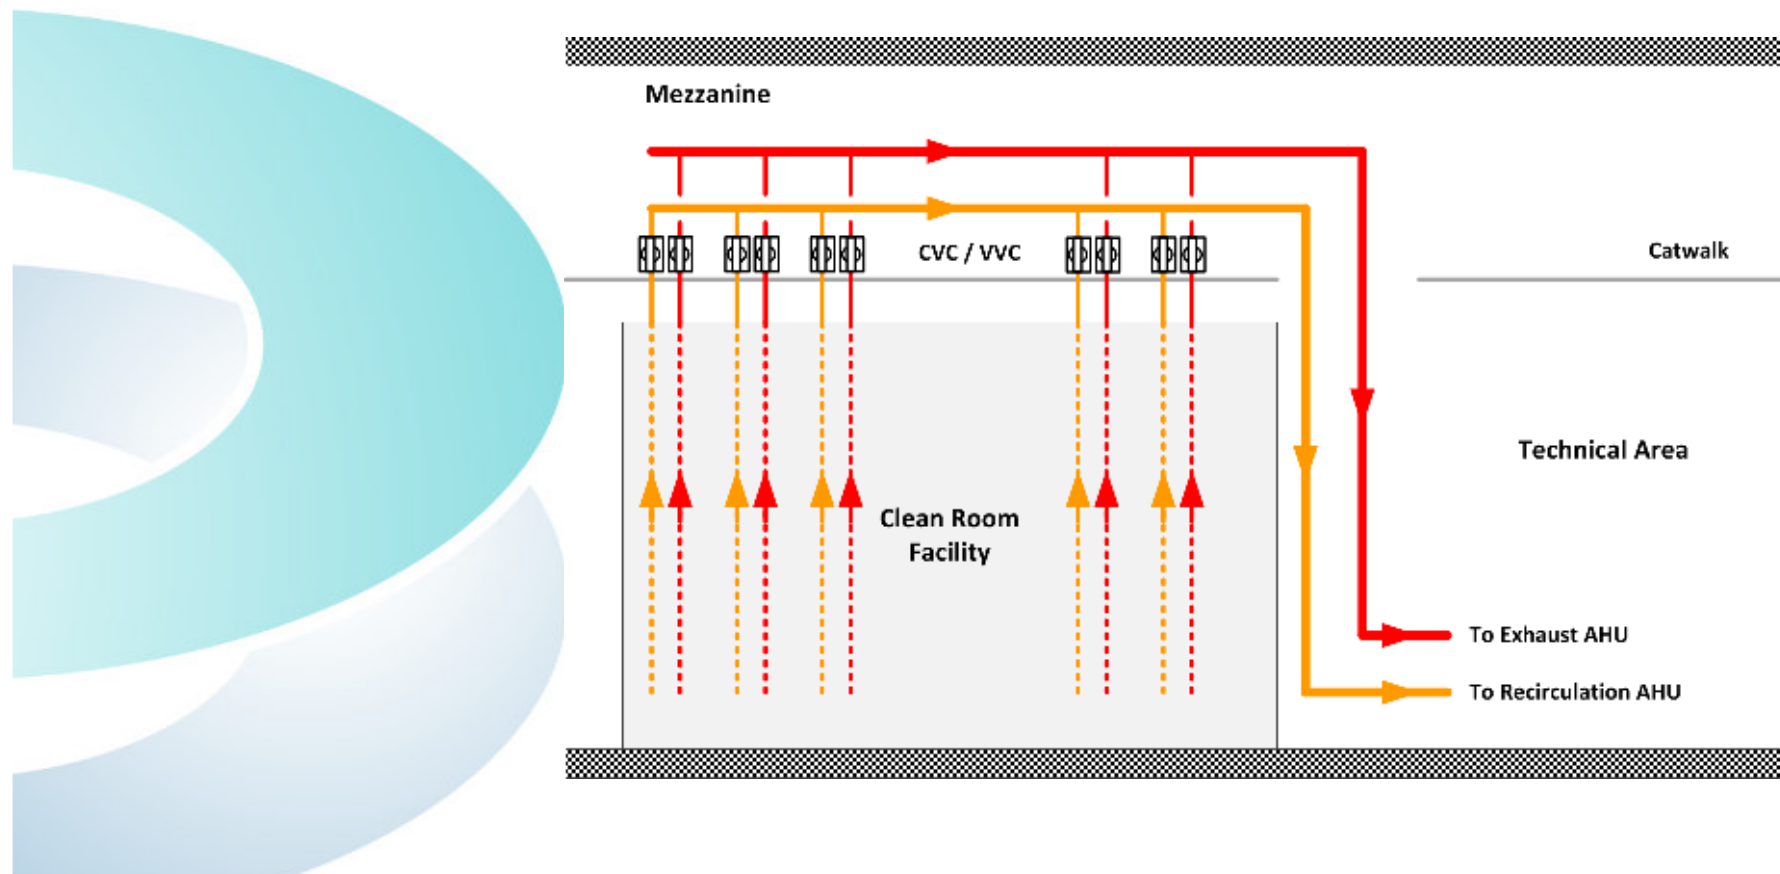 Mezzanine
CVC / VVC
Catwalk
Technical Area
Clean Room
Facility
To Exhaust AHU
To Recirculation AHU